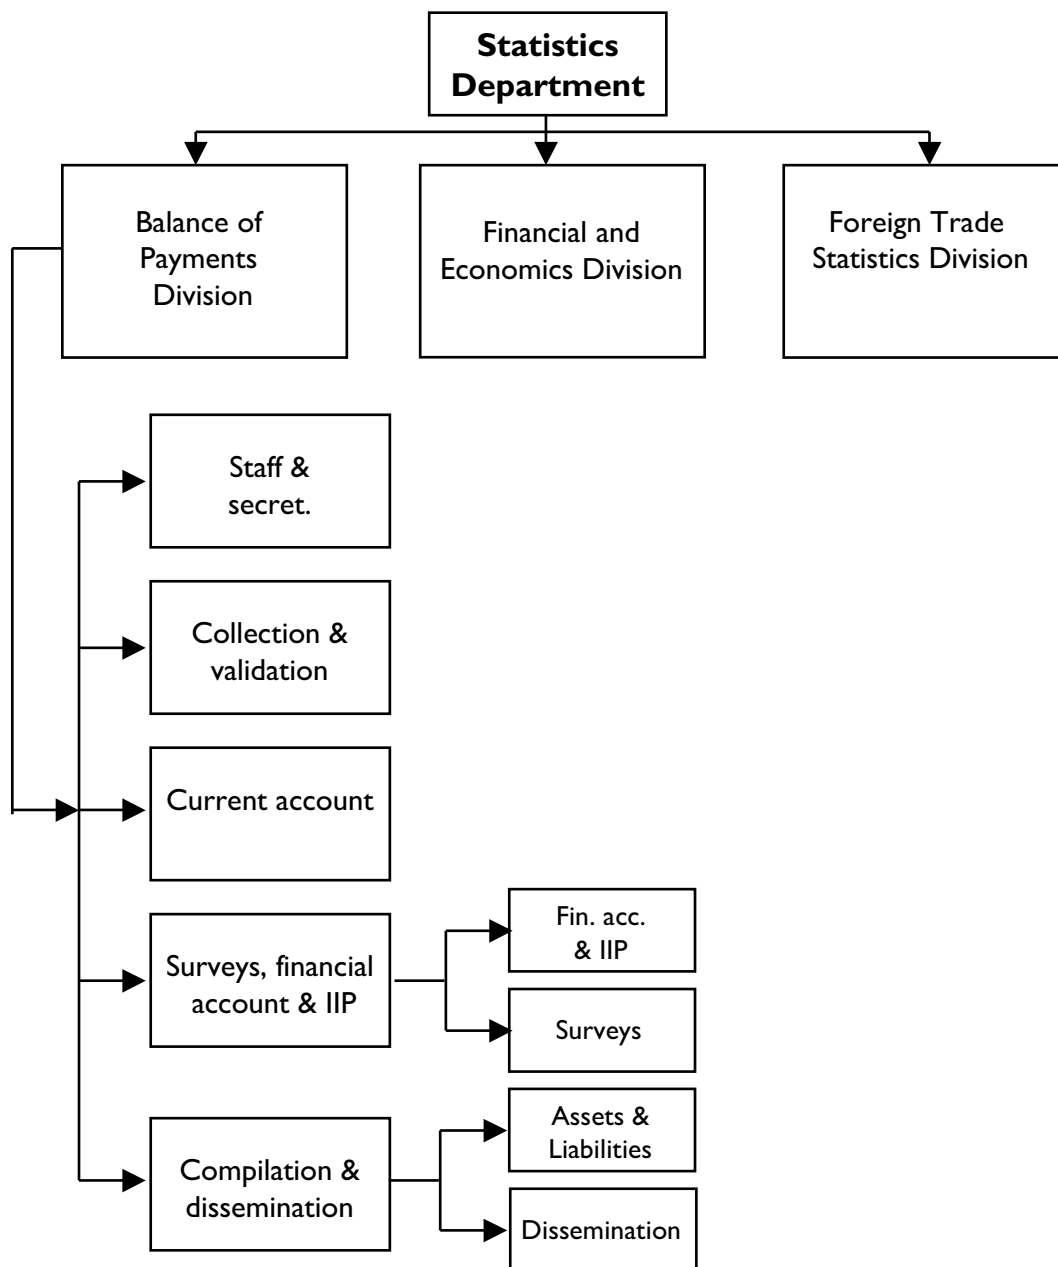 Statistics
Department
Balance of
Payments
Division
Financial and
Economics Division
Foreign Trade
Statistics Division
Staff &
secret.
Collection &
validation
Current account
Surveys, financial
account & IIP
Fin. acc.
& IIP
Surveys
Compilation &
dissemination
Assets &
Liabilities
Dissemination